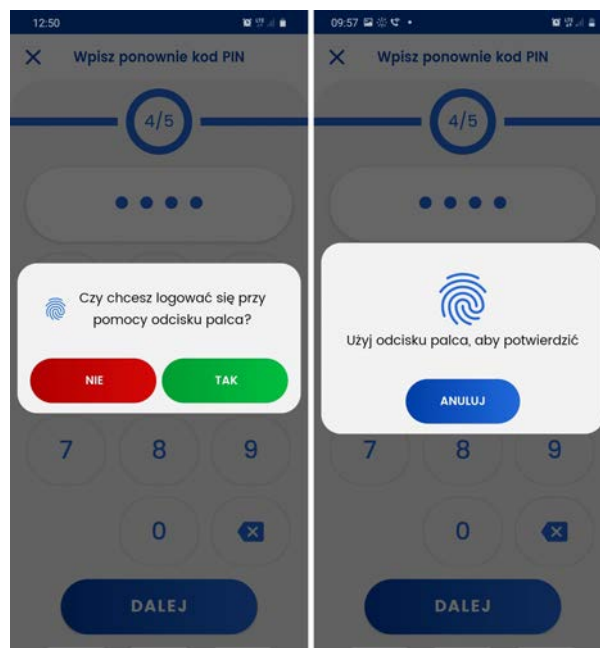 12:50
Wpisz ponownie kod PIN
4/5
Czy chcesz logować się przy
pomocy odcisku palca?
NIE
TAK
7 8 9
0
DALEJ
09:57
Wpisz ponownie kod PIN
4/5
Użyj odcisku palca, aby potwierdzić
ANULUJ
7 8 9
0
DALEJ